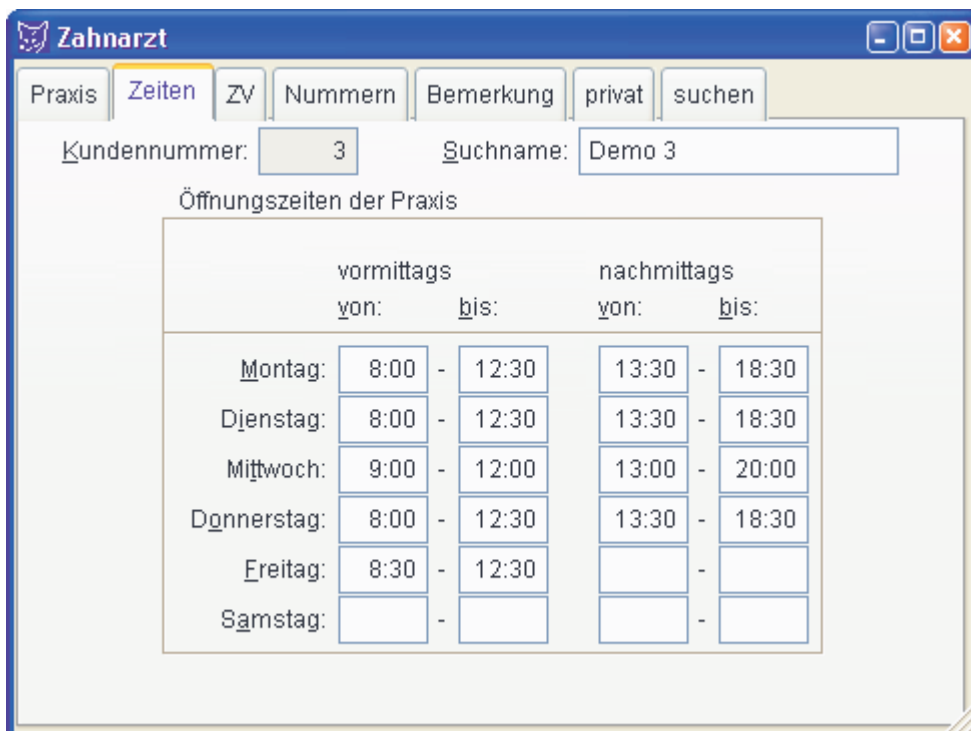 Zahnarzt
Praxis Zeiten ZV Nummern Bemerkung privat suchen
Kundennummer: 3 Suchname: Demo 3
Öffnungszeiten der Praxis
vormittags nachmittags
von: bis: von: bis:
Montag: 8:00 - 12:30 13:30 - 18:30
Dienstag: 8:00 - 12:30 13:30 - 18:30
Mittwoch: 9:00 - 12:00 13:00 - 20:00
Donnerstag: 8:00 - 12:30 13:30 - 18:30
Freitag: 8:30 - 12:30 -
Samstag: - -